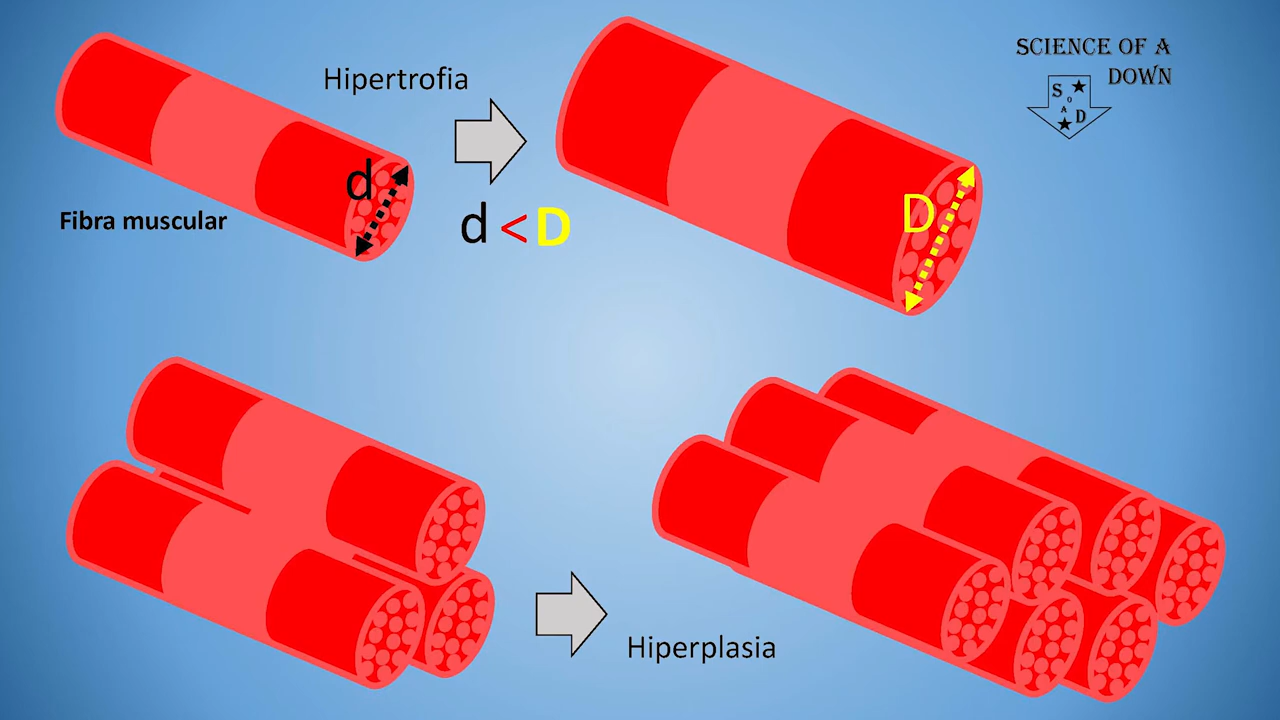 SCIENCE OF A
DOWN
S
O
A
D
Hipertrofia
d
Fibra muscular
d < D
D
Hiperplasia